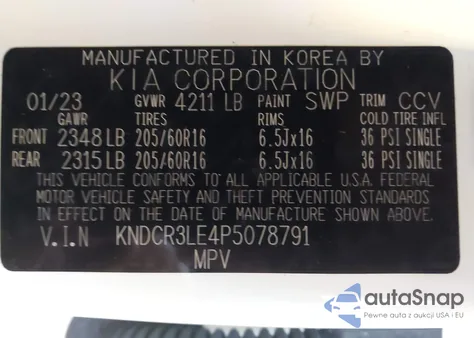 MANUFACTURED IN KOREA BY
KIA CORPORATION
01/23 GVWR 4211 LB PAINT SWP TRIM CCV
GAWR TIRES RIMS COLD TIRE INFL
FRONT 2348 LB 205/60R16 6.5Jx16 36 PSI SINGLE
REAR 2315 LB 205/60R16 6.5Jx16 36 PSI SINGLE
THIS VEHICLE CONFORMS TO ALL APPLICABLE U.S.A. FEDERAL
MOTOR VEHICLE SAFETY AND THEFT PREVENTION STANDARDS
IN EFFECT ON THE DATE OF MANUFACTURE SHOWN ABOVE.
V.I.N KNDCR3LE4P5078791
MPV
autoSnap
Pewne auta z aukcji USA i EU